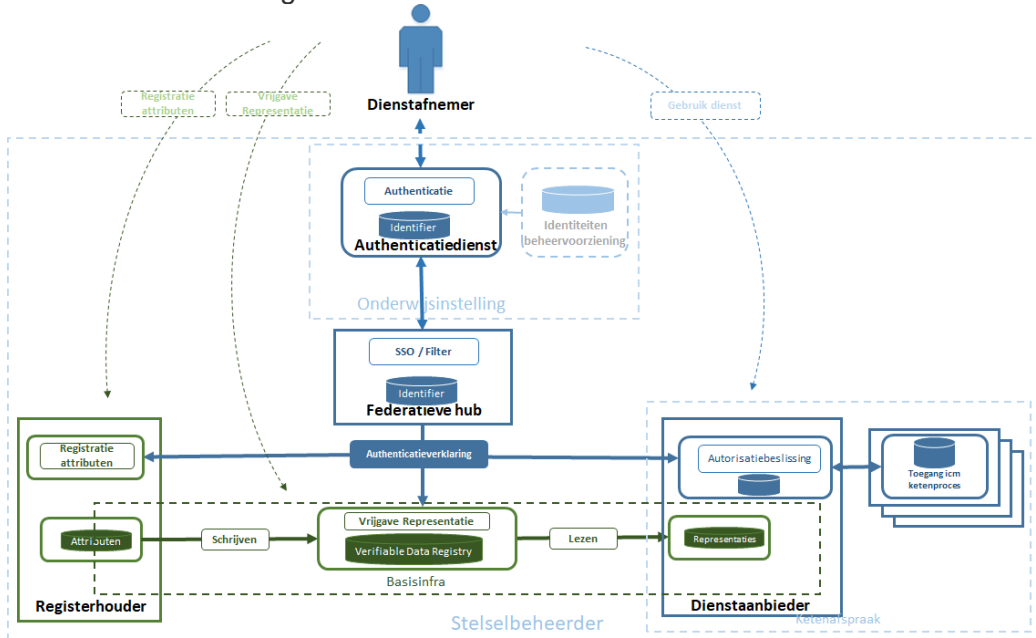 Dienstafnemer
Registratie
attributen
Vrijgave
Representatie
Gebruik dienst
Authenticatie
Identifier
Authenticatiedienst
Identiteiten
beheervoorziening
Onderwijsinstelling
SSO / Filter
Identifier
Federatieve hub
Authenticatieverklaring
Registratie
attributen
Autorisatiebeslissing
Toegang icm
ketenproces
Attributen
Schrijven
Vrijgave Representatie
Verifiable Data Registry
Lezen
Representaties
Basisinfra
Registerhouder
Dienstaanbieder
Ketenafspraak
Stelselbeheerder